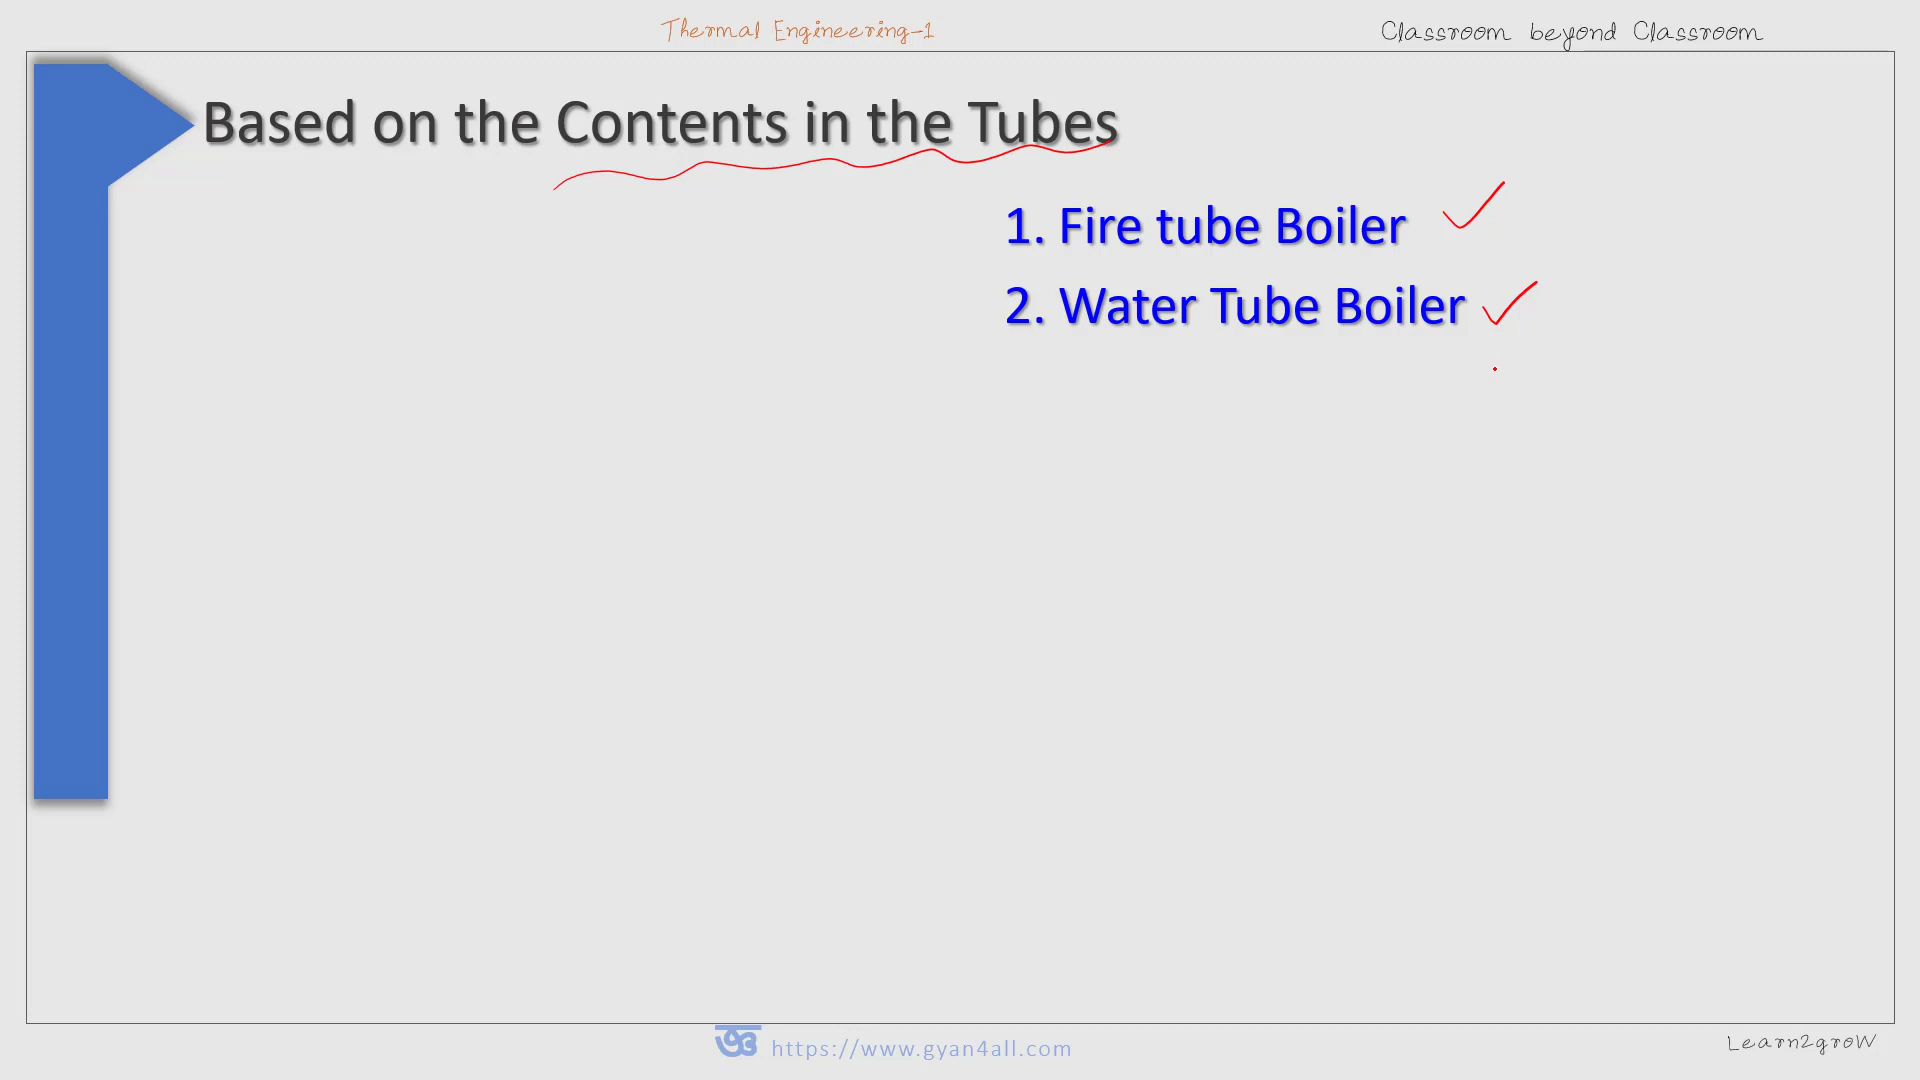 Thermal Engineering-1
Classroom beyond Classroom
Based on the Contents in the Tubes
1. Fire tube Boiler
2. Water Tube Boiler
https://www.gyan4all.com
Learn2groW